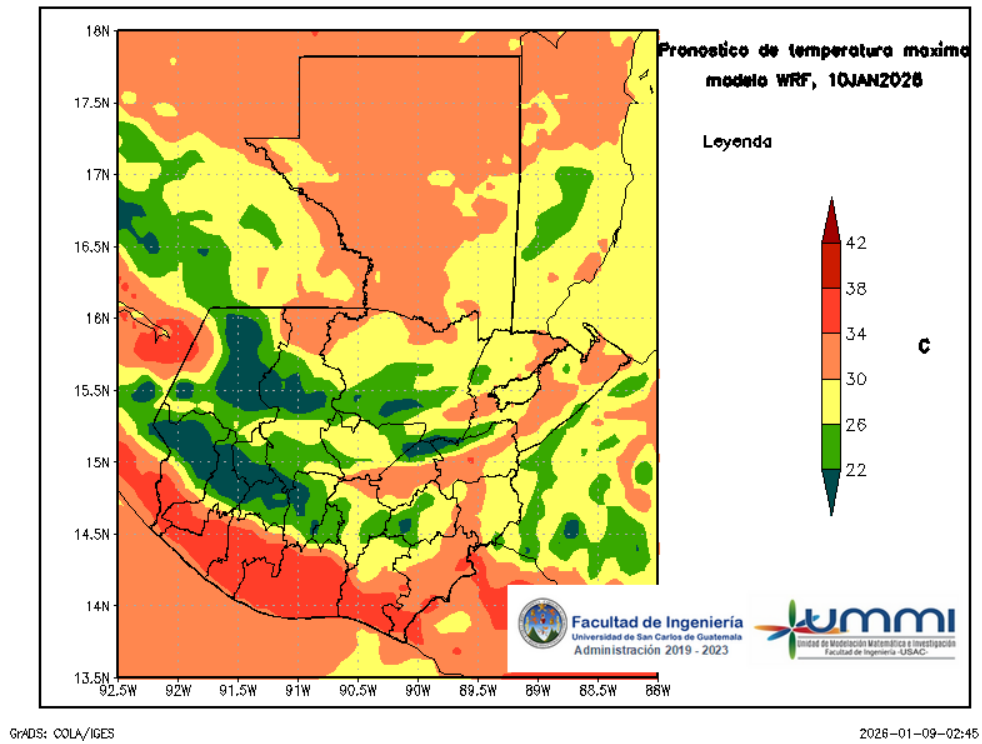 Pronostico de temperatura maxima
modelo WRF, 10JAN2026
Leyenda
18N
17.5N
17N
16.5N
16N
15.5N
15N
14.5N
14N
13.5N
92.5W
92W
91.5W
91W
90.5W
90W
89.5W
89W
88.5W
88W
42
38
34
30
26
22
C
Facultad de Ingeniería
Universidad de San Carlos de Guatemala
Administración 2019 - 2023
ummi
Unidad de Modelación Matemática e Investigación
Facultad de Ingeniería -USAC-
GrADS: COLA/IGES
2026-01-09-02:45